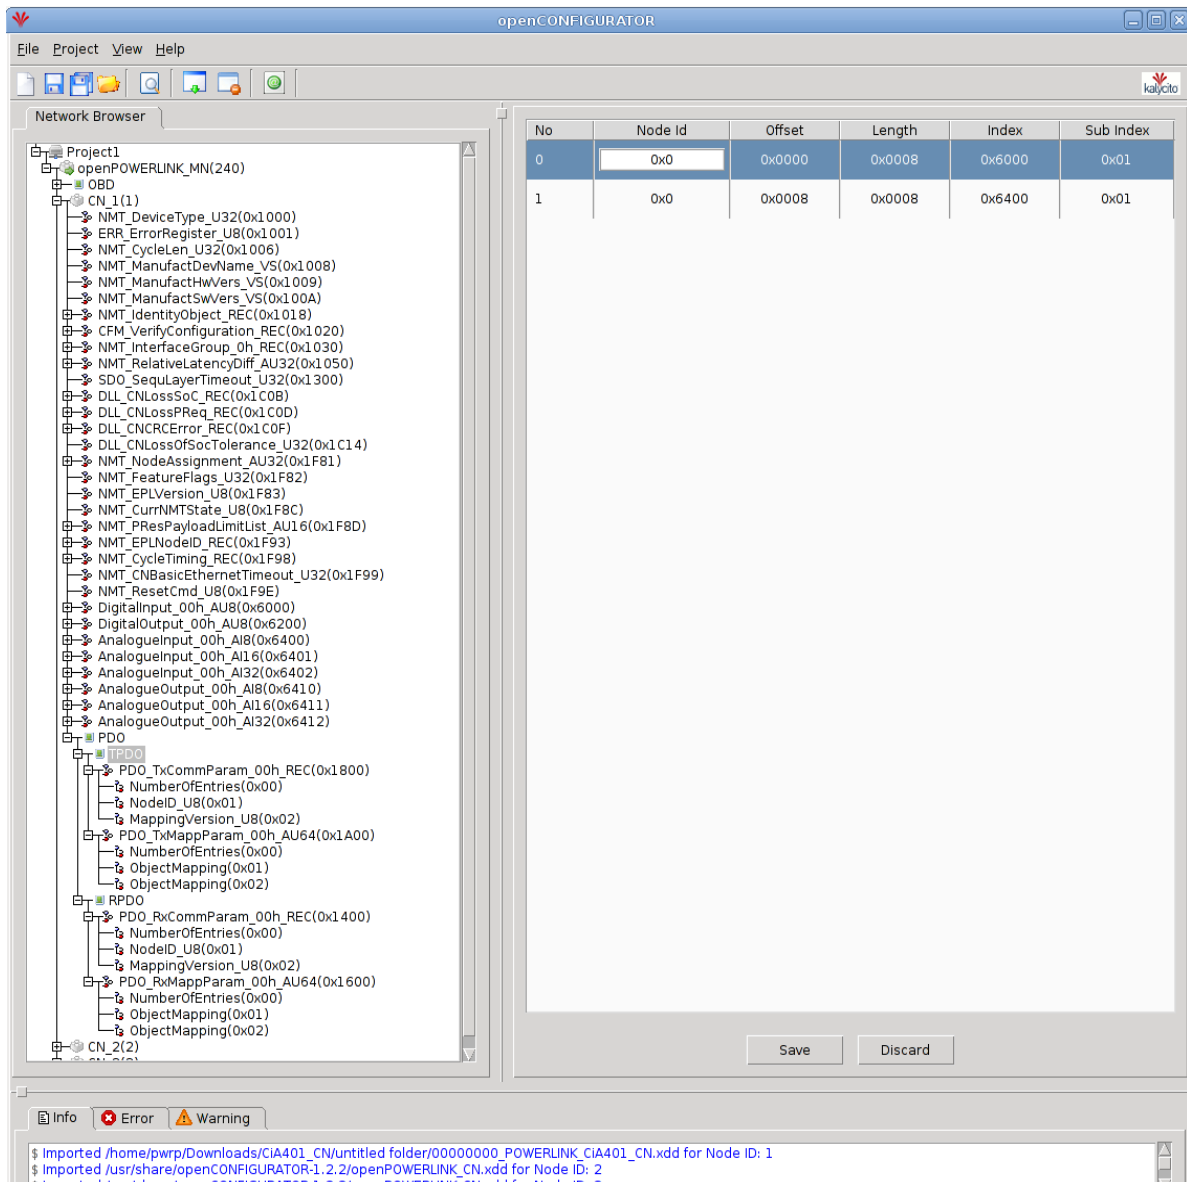 openCONFIGURATOR
File Project View Help
kalycito
Network Browser
Project1
openPOWERLINK_MN(240)
OBD
CN_1(1)
NMT_DeviceType_U32(0x1000)
ERR_ErrorRegister_U8(0x1001)
NMT_CycleLen_U32(0x1006)
NMT_ManufactDevName_VS(0x1008)
NMT_ManufactHwVers_VS(0x1009)
NMT_ManufactSwVers_VS(0x100A)
NMT_IdentityObject_REC(0x1018)
CFM_VerifyConfiguration_REC(0x1020)
NMT_InterfaceGroup_0h_REC(0x1030)
NMT_RelativeLatencyDiff_AU32(0x1050)
SDO_SequLayerTimeout_U32(0x1300)
DLL_CNLossSoC_REC(0x1C0B)
DLL_CNLossPReq_REC(0x1C0D)
DLL_CNCRCError_REC(0x1C0F)
DLL_CNLossOfSocTolerance_U32(0x1C14)
NMT_NodeAssignment_AU32(0x1F81)
NMT_FeatureFlags_U32(0x1F82)
NMT_EPLVersion_U8(0x1F83)
NMT_CurrNMTState_U8(0x1F8C)
NMT_PResPayloadLimitList_AU16(0x1F8D)
NMT_EPLNodeID_REC(0x1F93)
NMT_CycleTiming_REC(0x1F98)
NMT_CNBasicEthernetTimeout_U32(0x1F99)
NMT_ResetCmd_U8(0x1F9E)
DigitalInput_00h_AU8(0x6000)
DigitalOutput_00h_AU8(0x6200)
AnalogueInput_00h_AI8(0x6400)
AnalogueInput_00h_AI16(0x6401)
AnalogueInput_00h_AI32(0x6402)
AnalogueOutput_00h_AI8(0x6410)
AnalogueOutput_00h_AI16(0x6411)
AnalogueOutput_00h_AI32(0x6412)
PDO
TPDO
PDO_TxCommParam_00h_REC(0x1800)
NumberOfEntries(0x00)
NodeID_U8(0x01)
MappingVersion_U8(0x02)
PDO_TxMappParam_00h_AU64(0x1A00)
NumberOfEntries(0x00)
ObjectMapping(0x01)
ObjectMapping(0x02)
RPDO
PDO_RxCommParam_00h_REC(0x1400)
NumberOfEntries(0x00)
NodeID_U8(0x01)
MappingVersion_U8(0x02)
PDO_RxMappParam_00h_AU64(0x1600)
NumberOfEntries(0x00)
ObjectMapping(0x01)
ObjectMapping(0x02)
CN_2(2)
No Node Id Offset Length Index Sub Index
0 0x0 0x0000 0x0008 0x6000 0x01
1 0x0 0x0008 0x0008 0x6400 0x01
Save Discard
Info Error Warning
$ Imported /home/pwrp/Downloads/CiA401_CN/untitled folder/00000000_POWERLINK_CiA401_CN.xdd for Node ID: 1
$ Imported /usr/share/openCONFIGURATOR-1.2.2/openPOWERLINK_CN.xdd for Node ID: 2